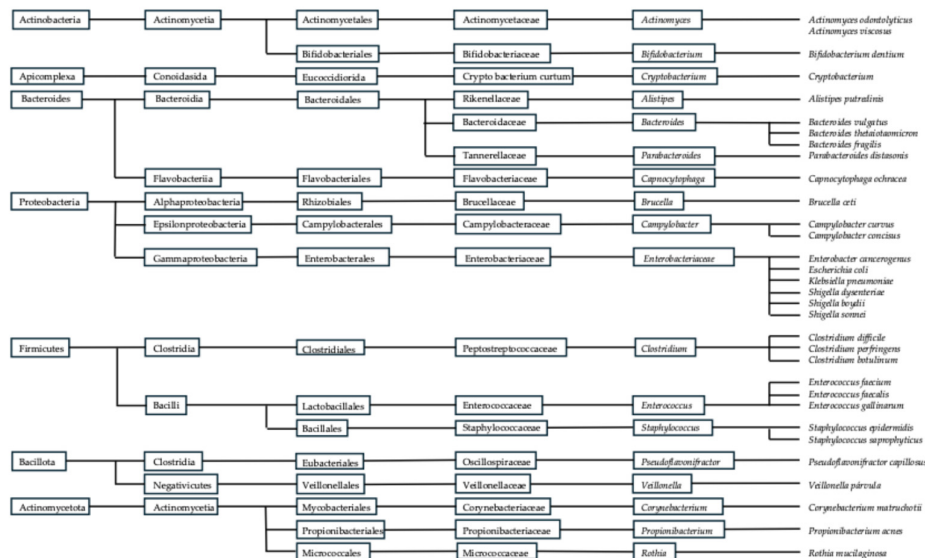 Actinobacteria Actinomycetia Actinomycetales Actinomycetaceae Actinomyces Actinomyces odontolyticus
Actinomyces viscosus
Bifidobacteriales Bifidobacteriaceae Bifidobacterium Bifidobacterium dentium
Apicomplexa Conoidasida Eucoccidiorida Crypto bacterium curtum Cryptobacterium Cryptobacterium
Bacteroides Bacteroidia Bacteroidales Rikenellaceae Alistipes Alistipes putredinis
Bacteroidaceae Bacteroides Bacteroides vulgatus
Bacteroides thetaiotaomicron
Bacteroides fragilis
Tannerellaceae Parabacteroides Parabacteroides distasonis
Flavobacteriia Flavobacteriales Flavobacteriaceae Capnocytophaga Capnocytophaga ochracea
Proteobacteria Alphaproteobacteria Rhizobiales Brucellaceae Brucella Brucella ceti
Epsilonproteobacteria Campylobacterales Campylobacteraceae Campylobacter Campylobacter curvus
Campylobacter concisus
Gammaproteobacteria Enterobacterales Enterobacteriaceae Enterobacteriaceae Enterobacter cancerogenus
Escherichia coli
Klebsiella pneumoniae
Shigella dysenteriae
Shigella boydii
Shigella sonnei
Clostridium difficile
Firmicutes Clostridia Clostridiales Peptostreptococcaceae Clostridium Clostridium perfringens
Clostridium botulinum
Enterococcus faecium
Enterococcus faecalis
Bacilli Lactobacillales Enterococcaceae Enterococcus Enterococcus gallinarum
Bacillales Staphylococcaceae Staphylococcus Staphylococcus epidermidis
Staphylococcus saprophyticus
Bacillota Clostridia Eubacteriales Oscillospiraceae Pseudoflavonifractor Pseudoflavonifractor capillosus
Negativicutes Veillonellales Veillonellaceae Veillonella Veillonella párvula
Actinomycetota Actinomycetia Mycobacteriales Corynebacteriaceae Corynebacterium Corynebacterium matruchotii
Propionibacteriales Propionibacteriaceae Propionibacterium Propionibacterium acnes
Micrococcales Micrococcaceae Rothia Rothia mucilaginosa